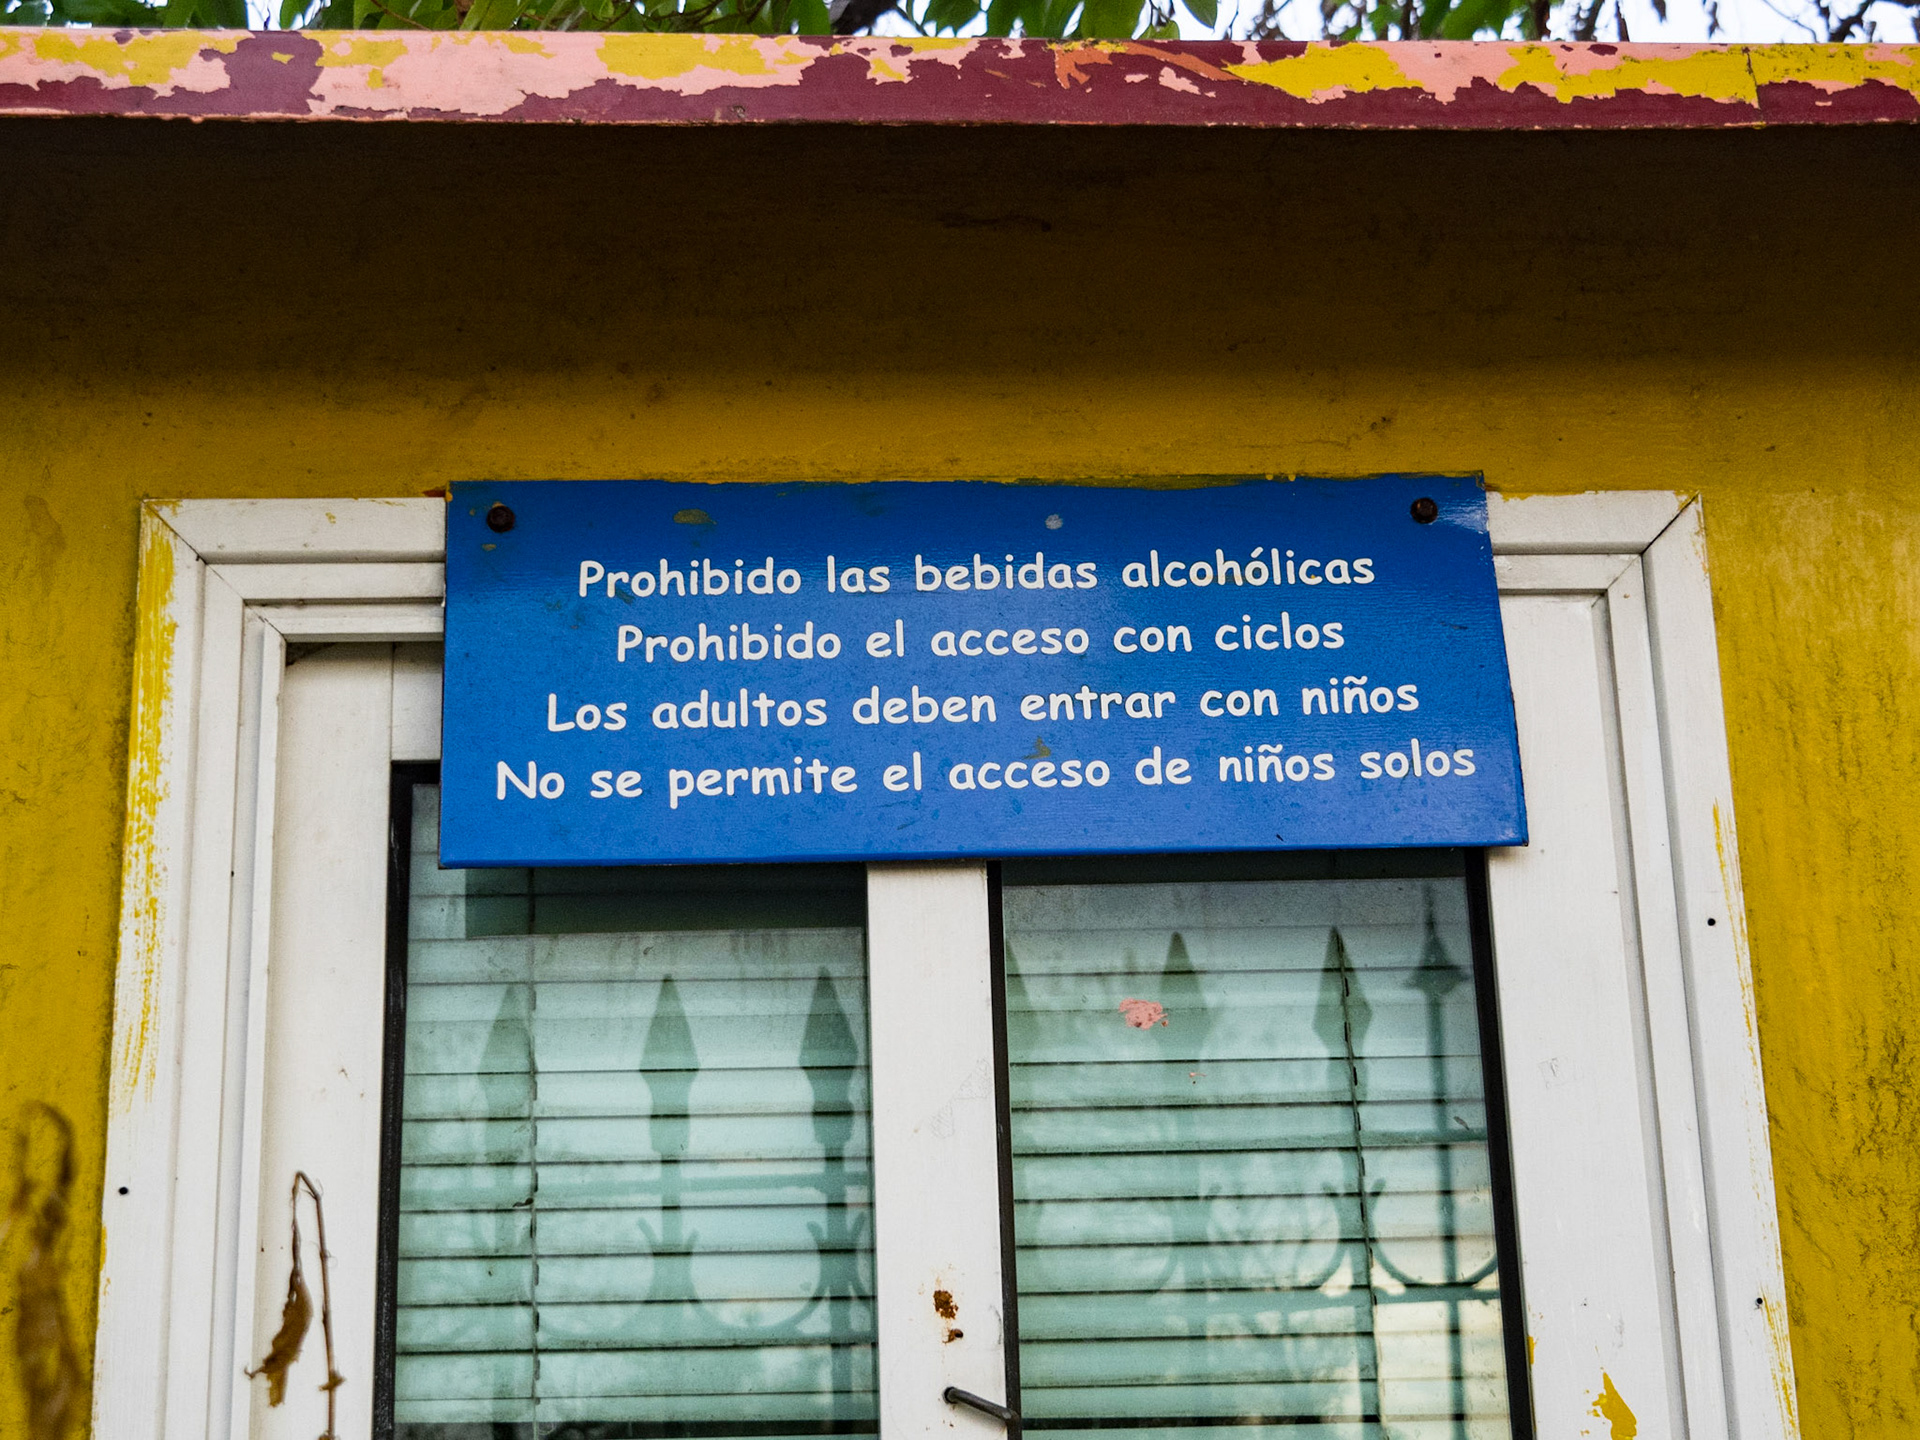 Prohibido las bebidas alcohólicas
Prohibido el acceso con ciclos
Los adultos deben entrar con niños
No se permite el acceso de niños solos